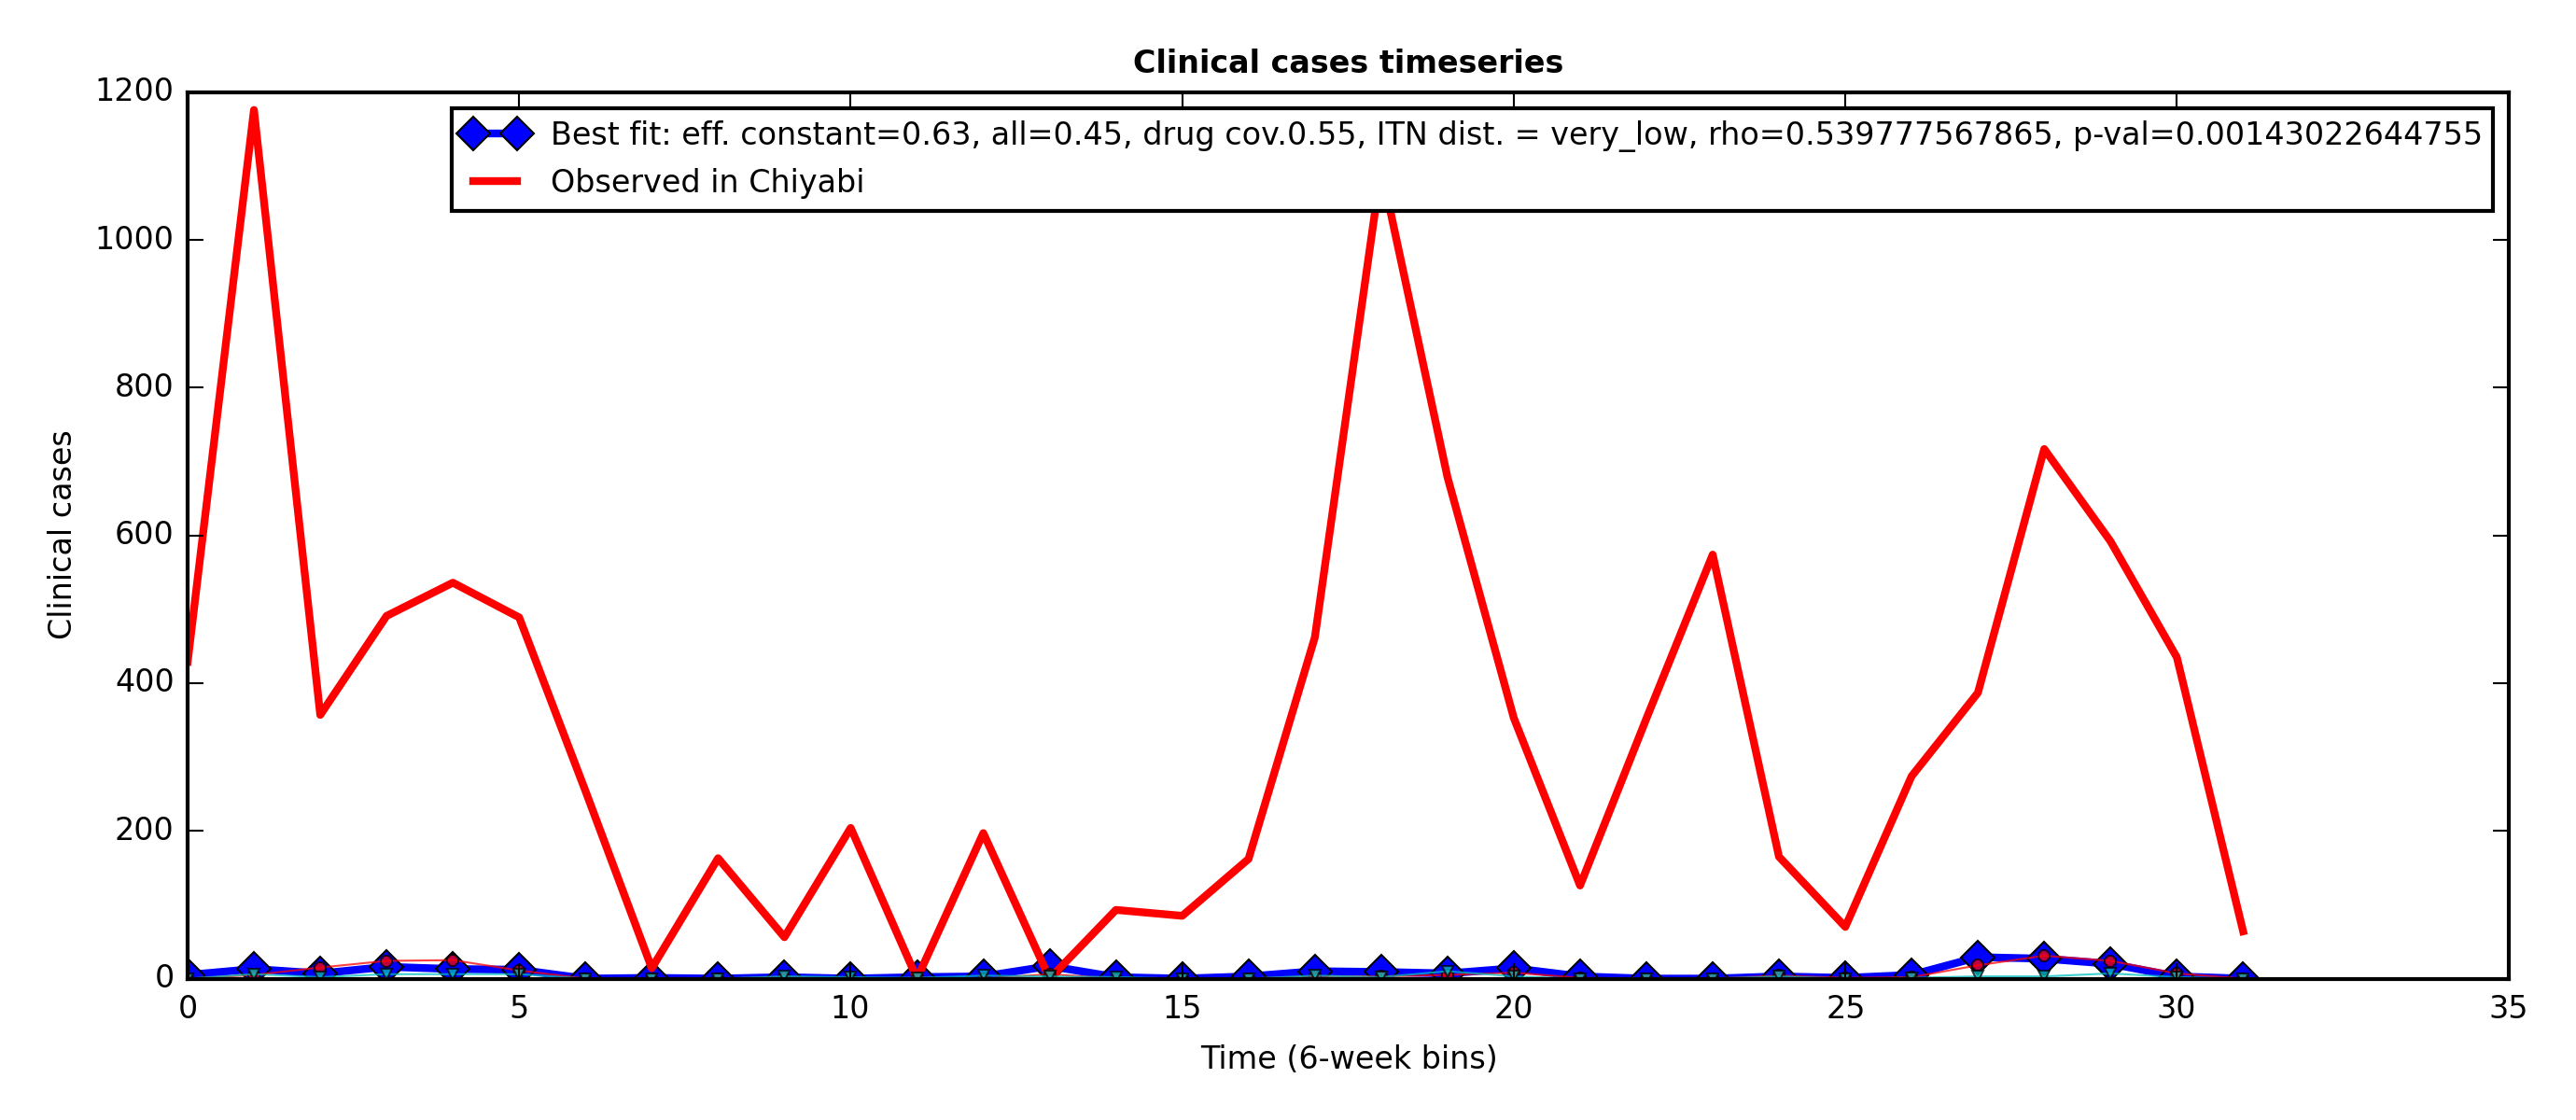 Clinical cases timeseries
1200
1000
800
600
400
200
0
Clinical cases
Best fit: eff. constant=0.63, all=0.45, drug cov.0.55, ITN dist. = very_low, rho=0.539777567865, p-val=0.00143022644755
Observed in Chiyabi
0 5 10 15 20 25 30 35
Time (6-week bins)